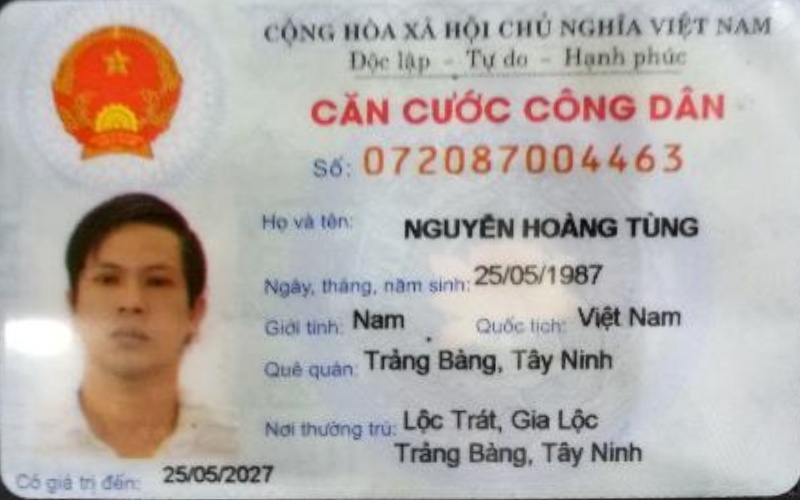 CỘNG HÒA XÃ HỘI CHỦ NGHĨA VIỆT NAM
Độc lập - Tự do - Hạnh phúc
CĂN CƯỚC CÔNG DÂN
Số: 072087004463
Họ và tên: NGUYỄN HOÀNG TÙNG
Ngày, tháng, năm sinh: 25/05/1987
Giới tính: Nam Quốc tịch: Việt Nam
Quê quán: Trảng Bàng, Tây Ninh
Nơi thường trú: Lộc Trát, Gia Lộc
Trảng Bàng, Tây Ninh
Có giá trị đến: 25/05/2027